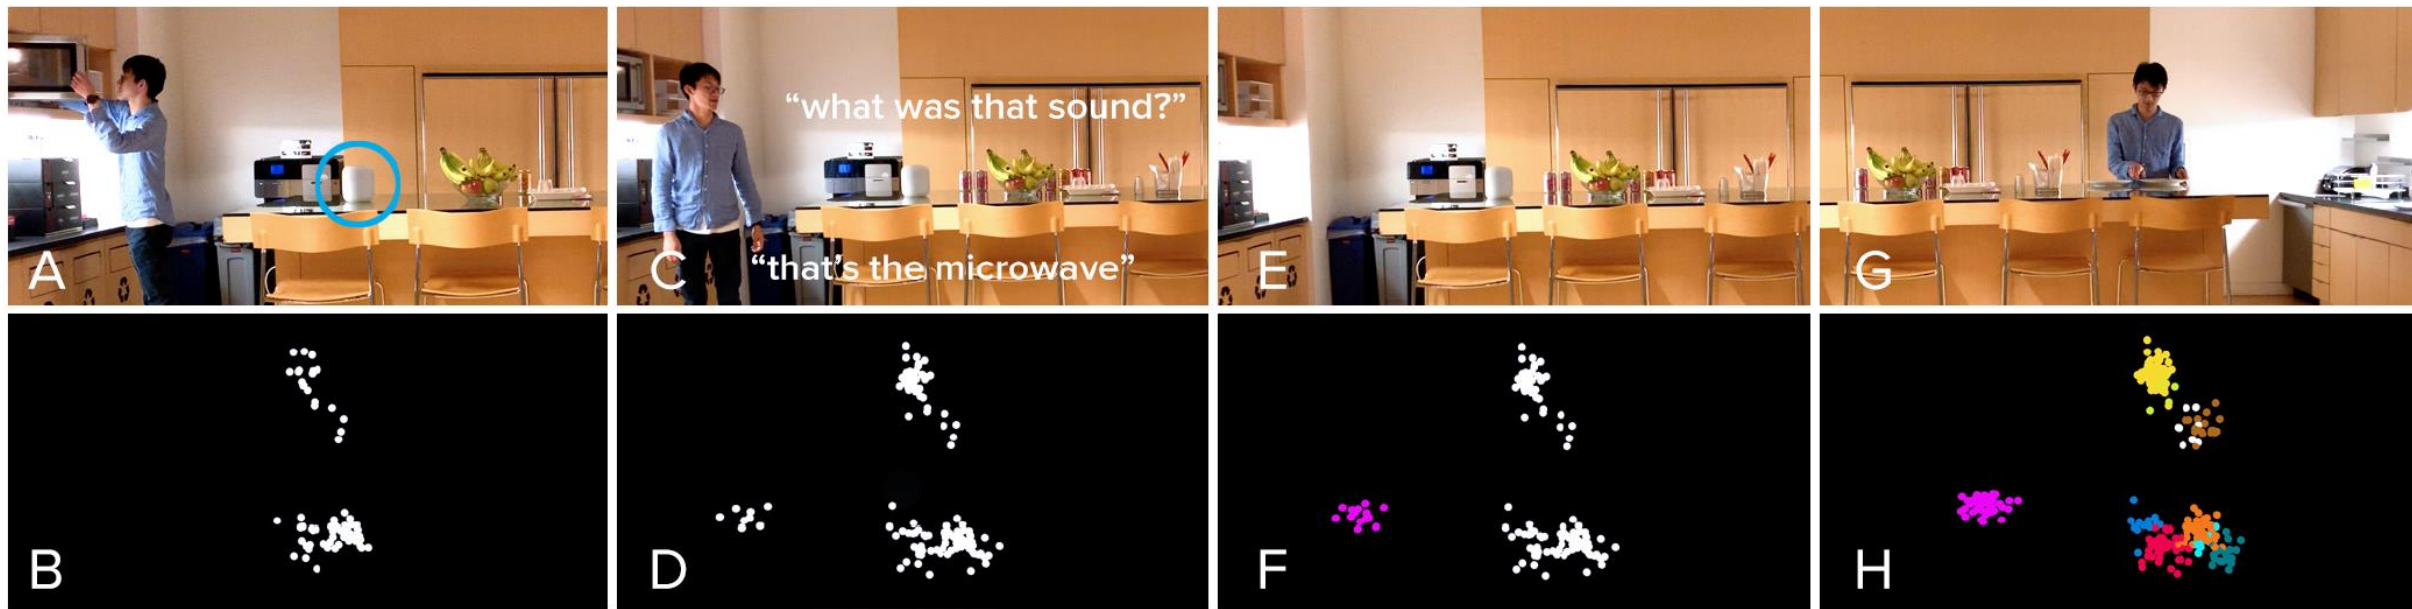 A
"what was that sound?"
C
"that's the microwave"
E
G
B
D
F
H